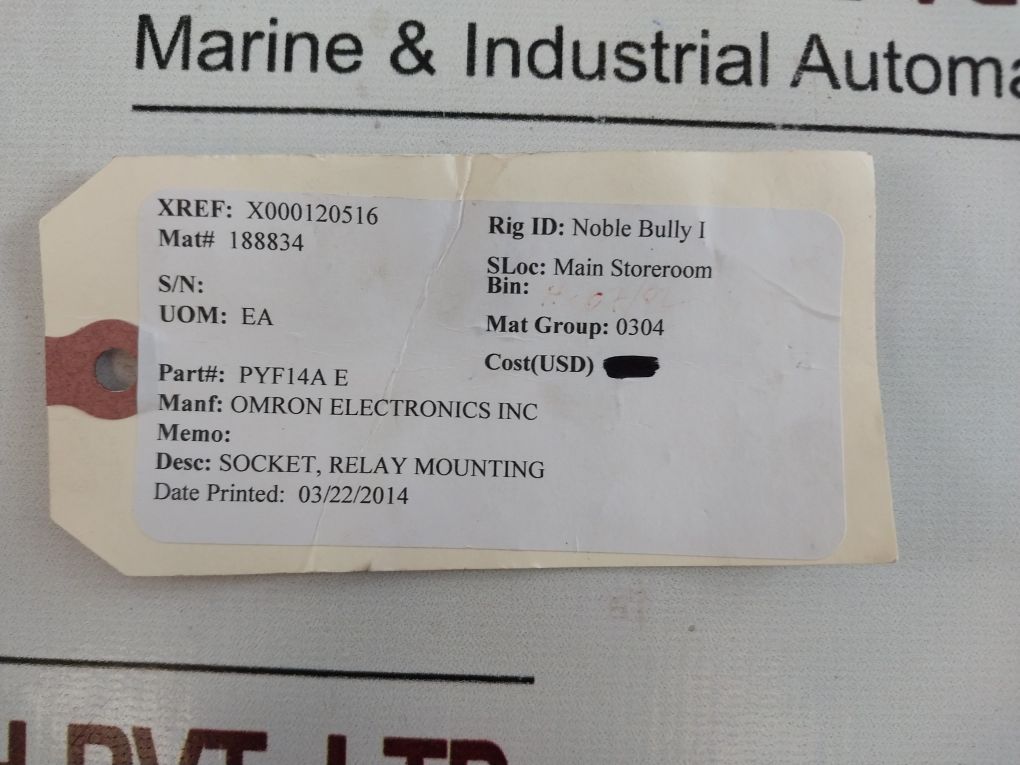 Marine & Industrial Automa
XREF: X000120516
Mat# 188834
S/N:
UOM: EA
Part#: PYF14A E
Manf: OMRON ELECTRONICS INC
Memo:
Desc: SOCKET, RELAY MOUNTING
Date Printed: 03/22/2014
Rig ID: Noble Bully I
SLoc: Main Storeroom
Bin:
Mat Group: 0304
Cost(USD)
PVT. LTD